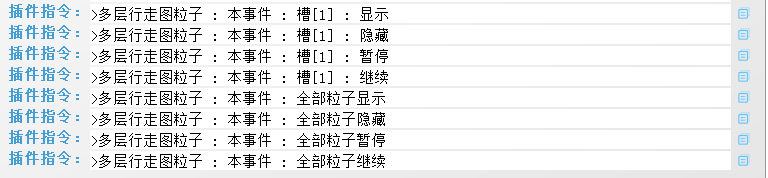 插件指令： >多层行走图粒子 : 本事件 : 槽[1] : 显示
插件指令： >多层行走图粒子 : 本事件 : 槽[1] : 隐藏
插件指令： >多层行走图粒子 : 本事件 : 槽[1] : 暂停
插件指令： >多层行走图粒子 : 本事件 : 槽[1] : 继续
插件指令： >多层行走图粒子 : 本事件 : 全部粒子显示
插件指令： >多层行走图粒子 : 本事件 : 全部粒子隐藏
插件指令： >多层行走图粒子 : 本事件 : 全部粒子暂停
插件指令： >多层行走图粒子 : 本事件 : 全部粒子继续